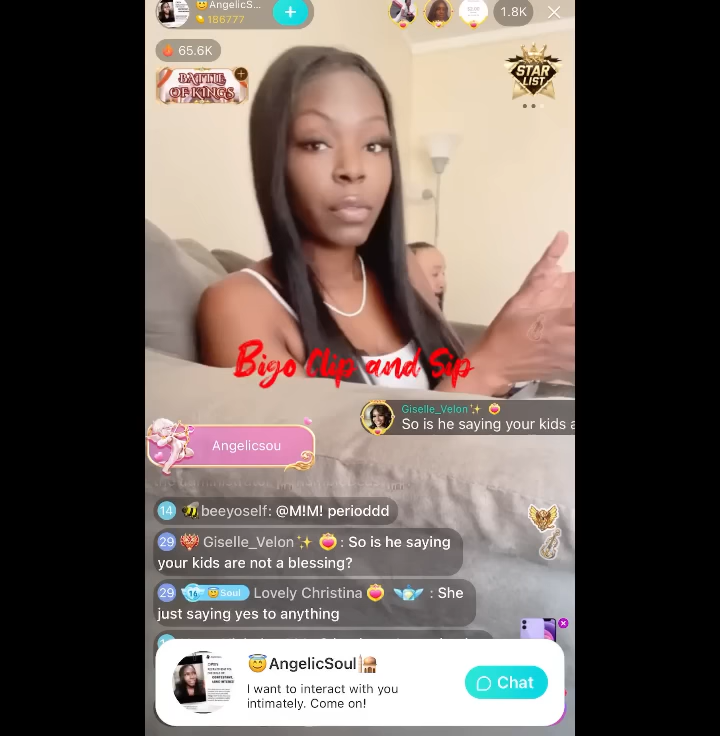 😇AngelicS...
186777
1.8K
65.6K
BATTLE
OF KINGS
STAR
LIST
Bigo Clip and Sip
Giselle_Velon✨
So is he saying your kids a
Angelicsou
14 🐝beeyoself: @M!M! perioddd
29 Giselle_Velon✨ : So is he saying
your kids are not a blessing?
29 16 😇Soul Lovely Christina : She
just saying yes to anything
😇AngelicSoul🕌
I want to interact with you
intimately. Come on!
Chat